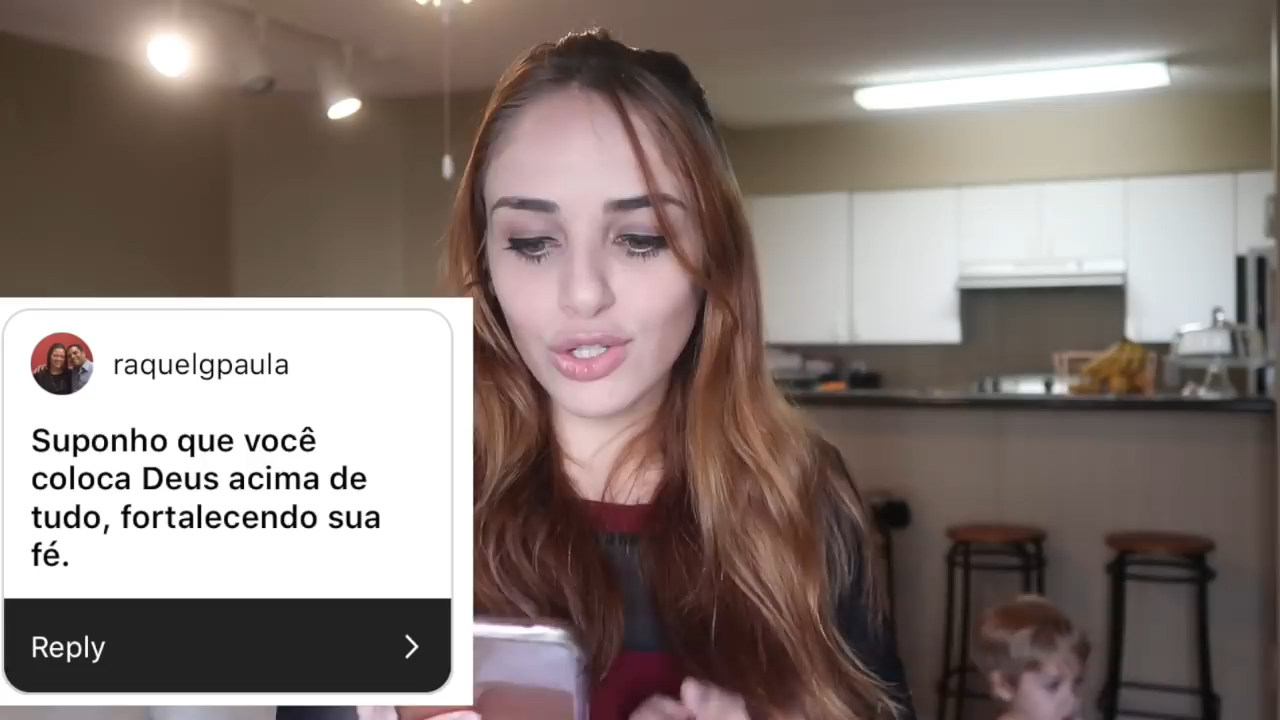 raquelgpaula
Suponho que você
coloca Deus acima de
tudo, fortalecendo sua
fé.
Reply